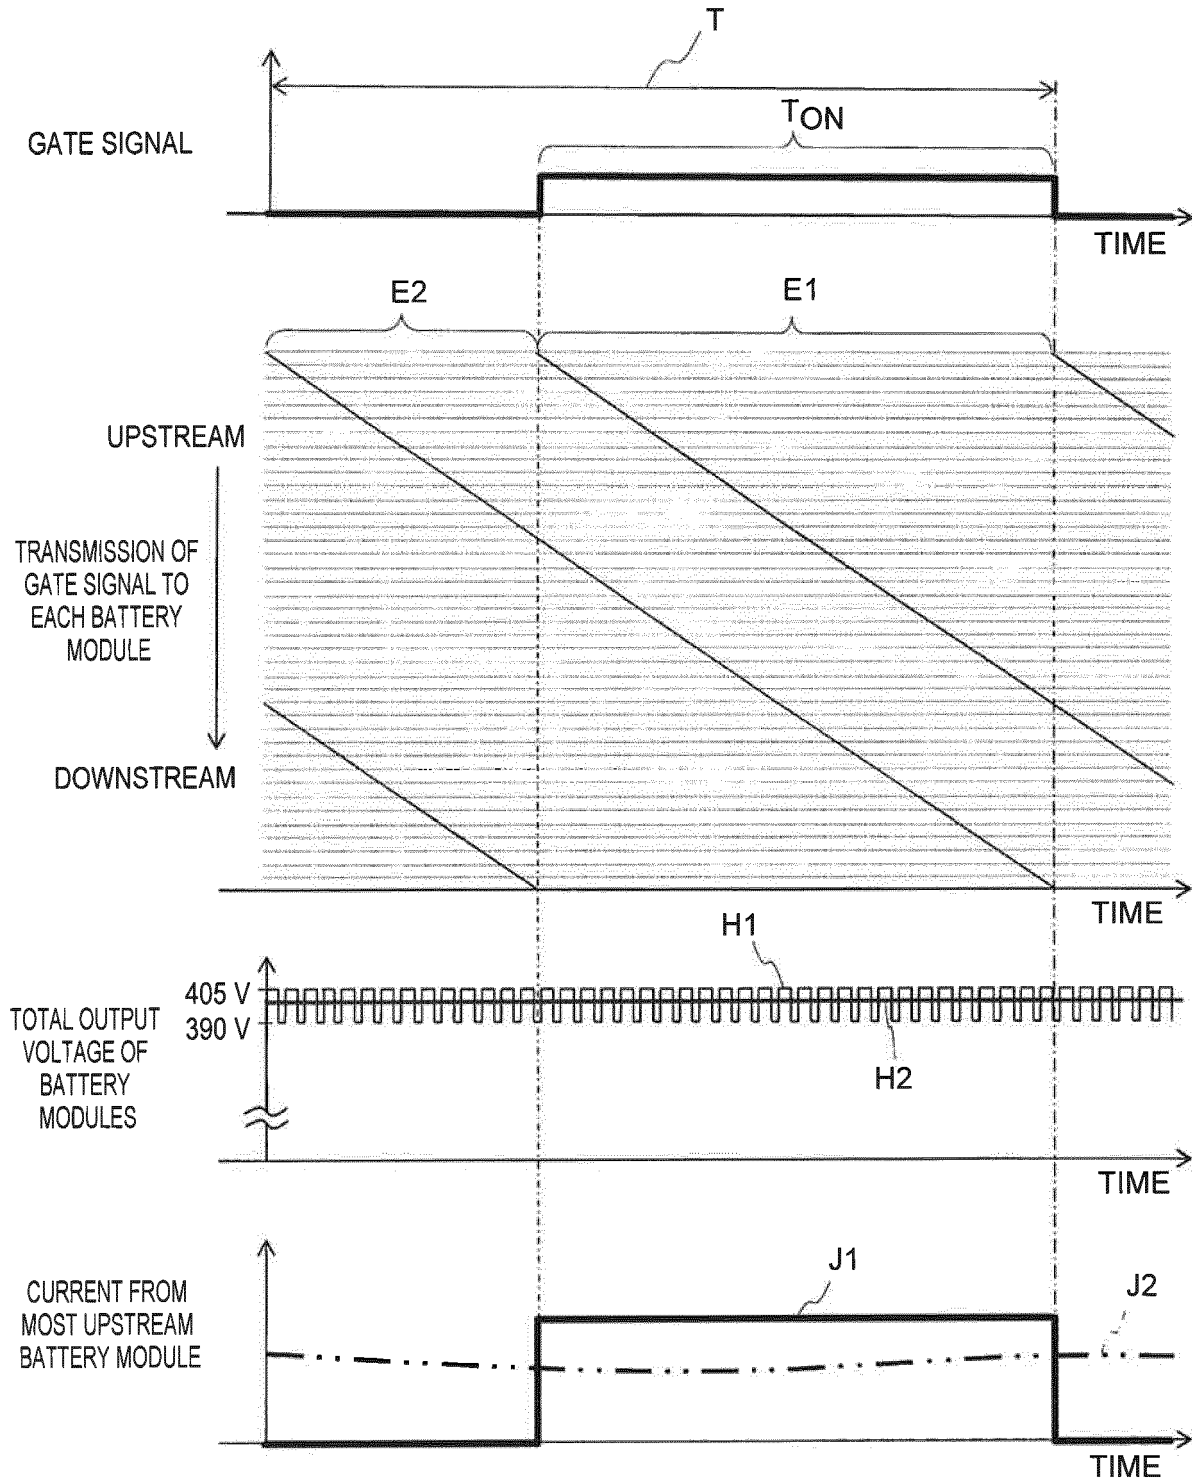 T
TON
GATE SIGNAL
TIME
E2
E1
UPSTREAM
TRANSMISSION OF
GATE SIGNAL TO
EACH BATTERY
MODULE
DOWNSTREAM
TIME
H1
405 V
390 V
TOTAL OUTPUT
VOLTAGE OF
BATTERY
MODULES
H2
TIME
J1
J2
CURRENT FROM
MOST UPSTREAM
BATTERY MODULE
TIME